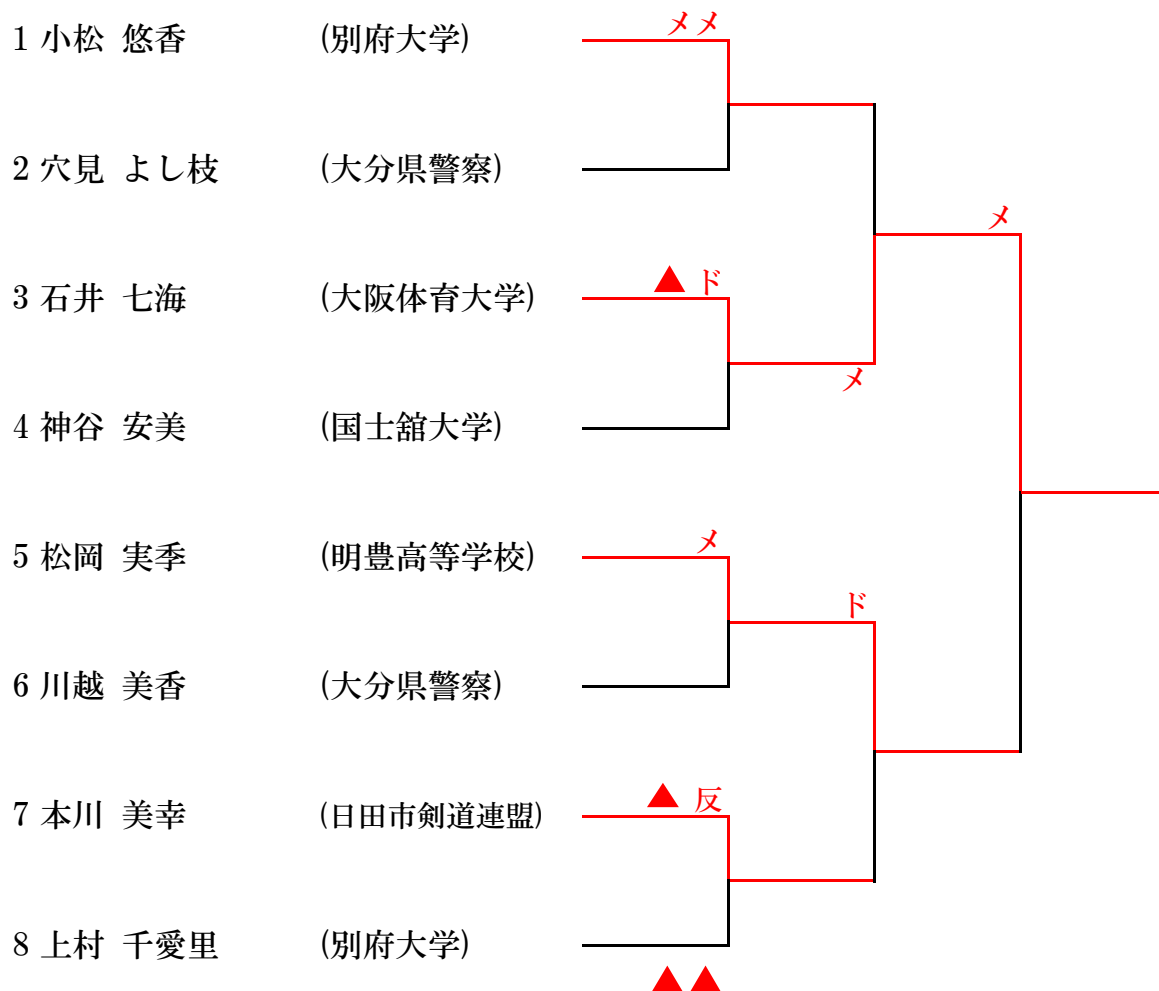 メメ
1 小松 悠香 (別府大学)
2 穴見 よし枝 (大分県警察)
メ
▲ ド
3 石井 七海 (大阪体育大学)
メ
4 神谷 安美 (国士舘大学)
メ
5 松岡 実季 (明豊高等学校)
ド
6 川越 美香 (大分県警察)
▲ 反
7 本川 美幸 (日田市剣道連盟)
8 上村 千愛里 (別府大学)
▲▲